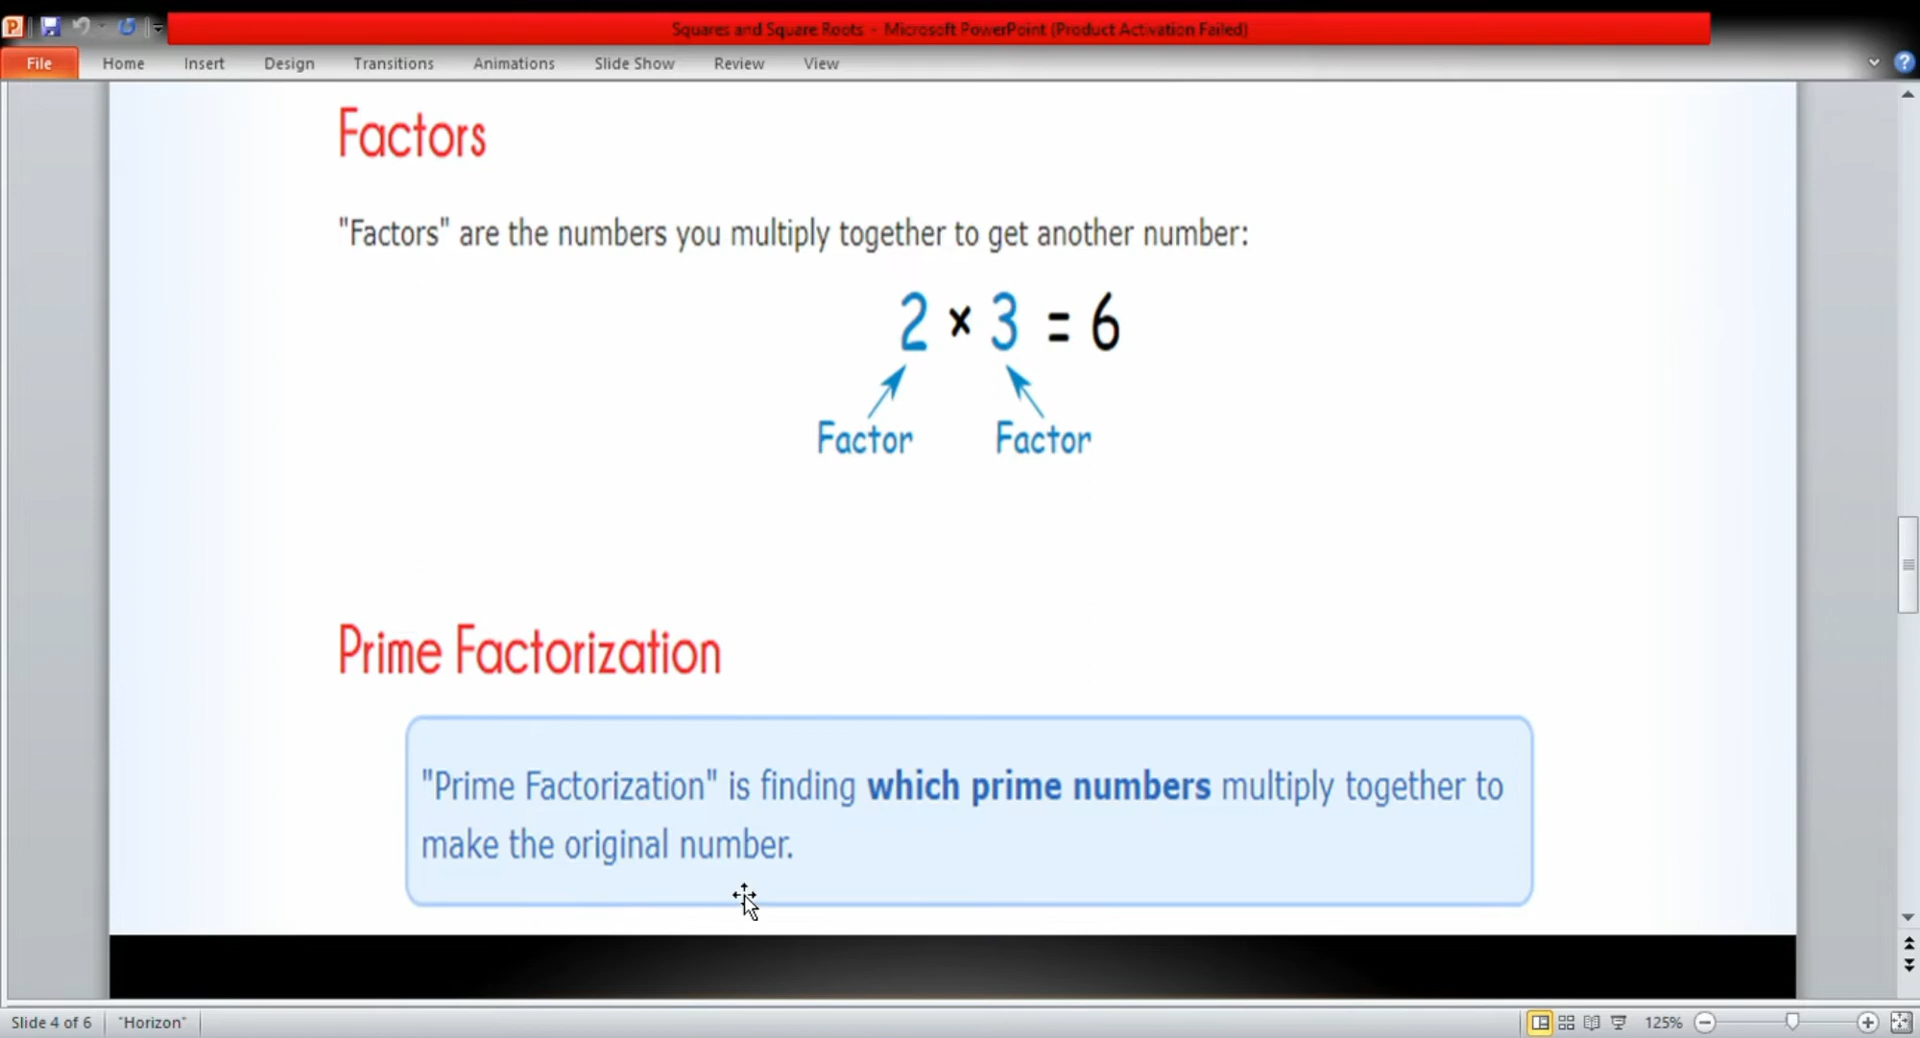 Squares and Square Roots - Microsoft PowerPoint (Product Activation Failed)
File Home Insert Design Transitions Animations Slide Show Review View
Factors
"Factors" are the numbers you multiply together to get another number:
2 × 3 = 6
Factor Factor
Prime Factorization
"Prime Factorization" is finding which prime numbers multiply together to
make the original number.
Slide 4 of 6 "Horizon" 125%